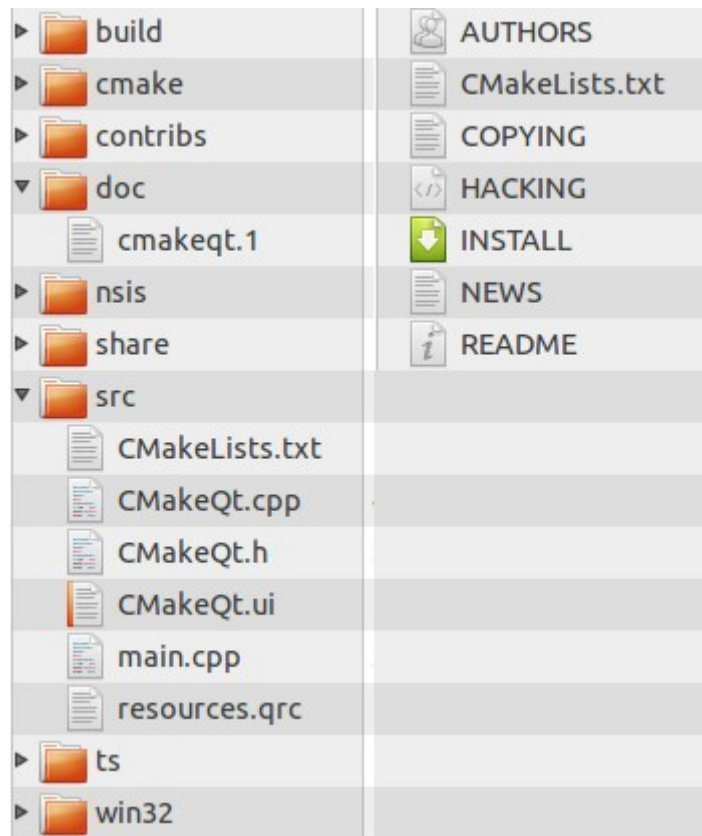 build
cmake
contribs
doc
cmakeqt.1
nsis
share
src
CMakeLists.txt
CMakeQt.cpp
CMakeQt.h
CMakeQt.ui
main.cpp
resources.qrc
ts
win32
AUTHORS
CMakeLists.txt
COPYING
HACKING
INSTALL
NEWS
README